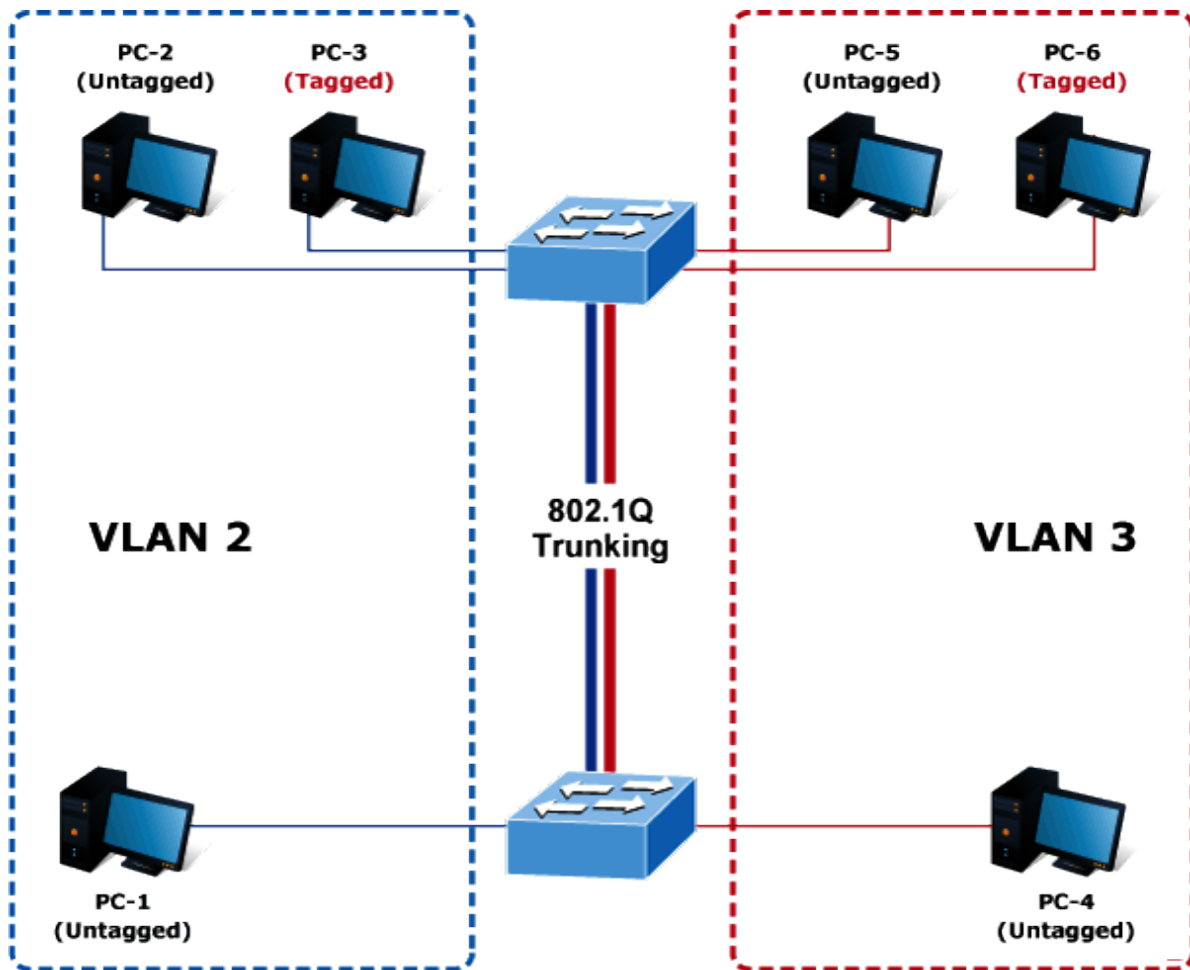 PC-2
(Untagged)
PC-3
(Tagged)
PC-5
(Untagged)
PC-6
(Tagged)
802.1Q
Trunking
VLAN 2
VLAN 3
PC-1
(Untagged)
PC-4
(Untagged)